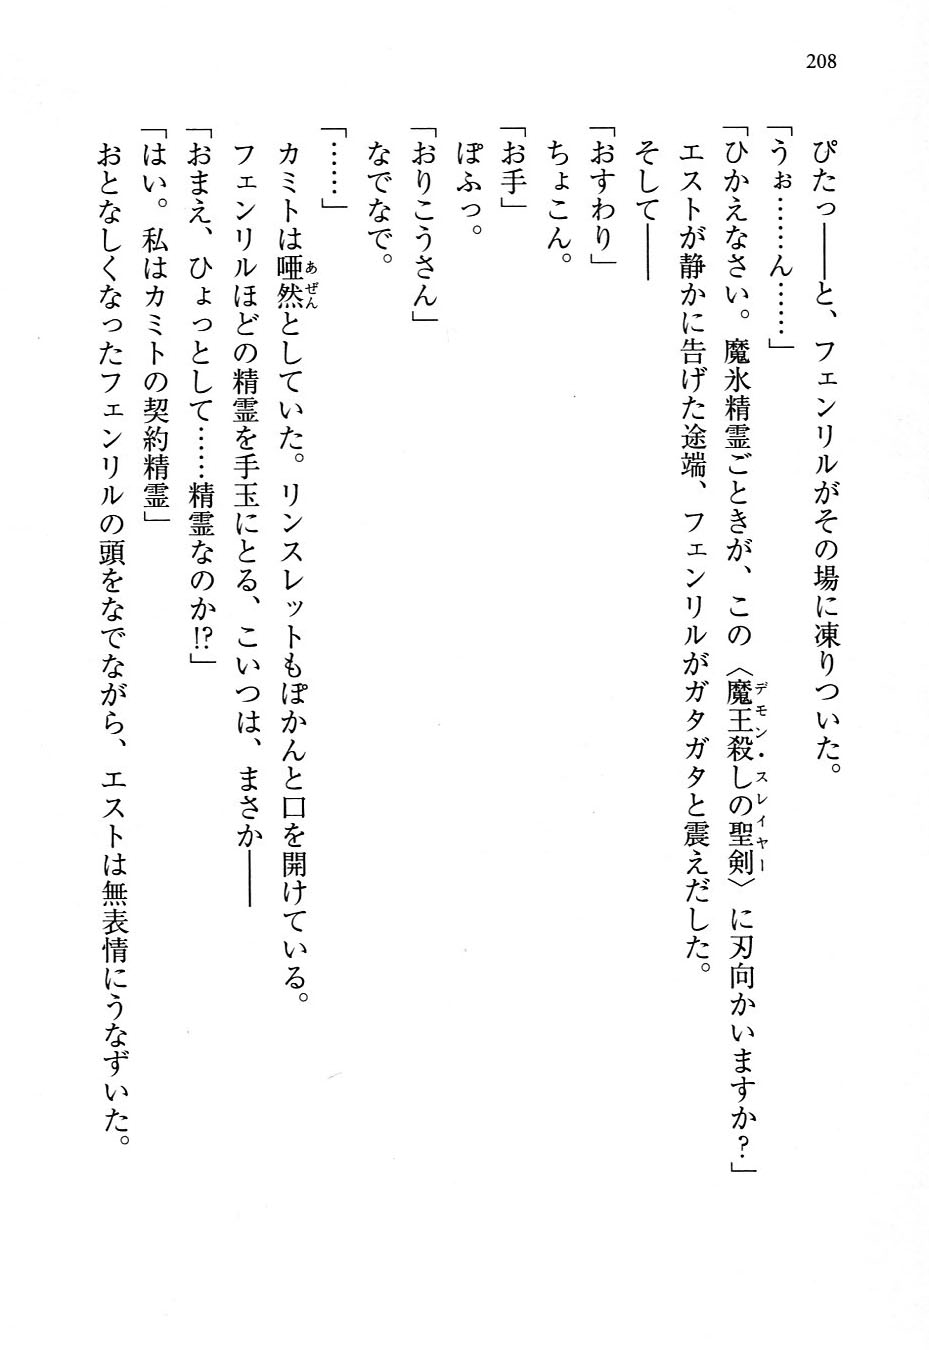 208
ぴたっ――と、フェンリルがその場に凍りついた。
「うぉ……ん……」
「ひかえなさい。魔氷精霊ごときが、この〈魔王殺しの聖剣〉に刃向かいますか?」
デモン・スレイヤー
エストが静かに告げた途端、フェンリルがガタガタと震えだした。
そして――
「おすわり」
ちょこん。
「お手」
ぽふっ。
「おりこうさん」
なでなで。
「……」
カミトは唖然としていた。リンスレットもぽかんと口を開けている。
あぜん
フェンリルほどの精霊を手玉にとる、こいつは、まさか――
「おまえ、ひょっとして……精霊なのか!?」
「はい。私はカミトの契約精霊」
おとなしくなったフェンリルの頭をなでながら、エストは無表情にうなずいた。